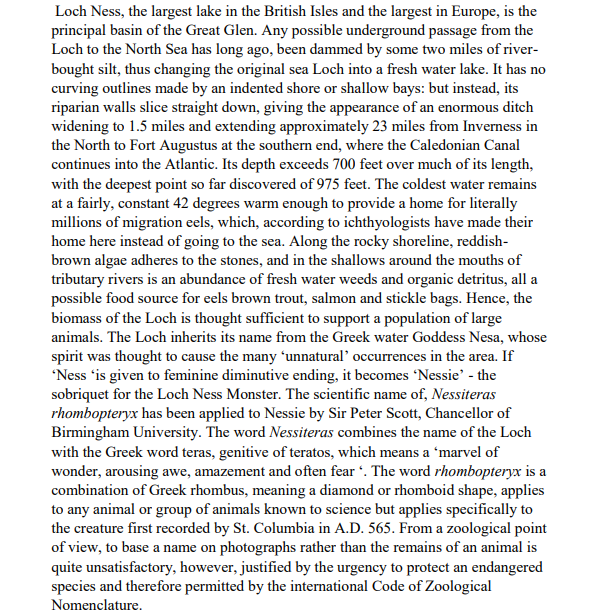 Loch Ness, the largest lake in the British Isles and the largest in Europe, is the
principal basin of the Great Glen. Any possible underground passage from the
Loch to the North Sea has long ago, been dammed by some two miles of river-
bought silt, thus changing the original sea Loch into a fresh water lake. It has no
curving outlines made by an indented shore or shallow bays: but instead, its
riparian walls slice straight down, giving the appearance of an enormous ditch
widening to 1.5 miles and extending approximately 23 miles from Inverness in
the North to Fort Augustus at the southern end, where the Caledonian Canal
continues into the Atlantic. Its depth exceeds 700 feet over much of its length,
with the deepest point so far discovered of 975 feet. The coldest water remains
at a fairly, constant 42 degrees warm enough to provide a home for literally
millions of migration eels, which, according to ichthyologists have made their
home here instead of going to the sea. Along the rocky shoreline, reddish-
brown algae adheres to the stones, and in the shallows around the mouths of
tributary rivers is an abundance of fresh water weeds and organic detritus, all a
possible food source for eels brown trout, salmon and stickle bags. Hence, the
biomass of the Loch is thought sufficient to support a population of large
animals. The Loch inherits its name from the Greek water Goddess Nesa, whose
spirit was thought to cause the many ‘unnatural’ occurrences in the area. If
‘Ness ‘is given to feminine diminutive ending, it becomes ‘Nessie’ - the
sobriquet for the Loch Ness Monster. The scientific name of, Nessiteras
rhombopteryx has been applied to Nessie by Sir Peter Scott, Chancellor of
Birmingham University. The word Nessiteras combines the name of the Loch
with the Greek word teras, genitive of teratos, which means a ‘marvel of
wonder, arousing awe, amazement and often fear ‘. The word rhombopteryx is a
combination of Greek rhombus, meaning a diamond or rhomboid shape, applies
to any animal or group of animals known to science but applies specifically to
the creature first recorded by St. Columbia in A.D. 565. From a zoological point
of view, to base a name on photographs rather than the remains of an animal is
quite unsatisfactory, however, justified by the urgency to protect an endangered
species and therefore permitted by the international Code of Zoological
Nomenclature.